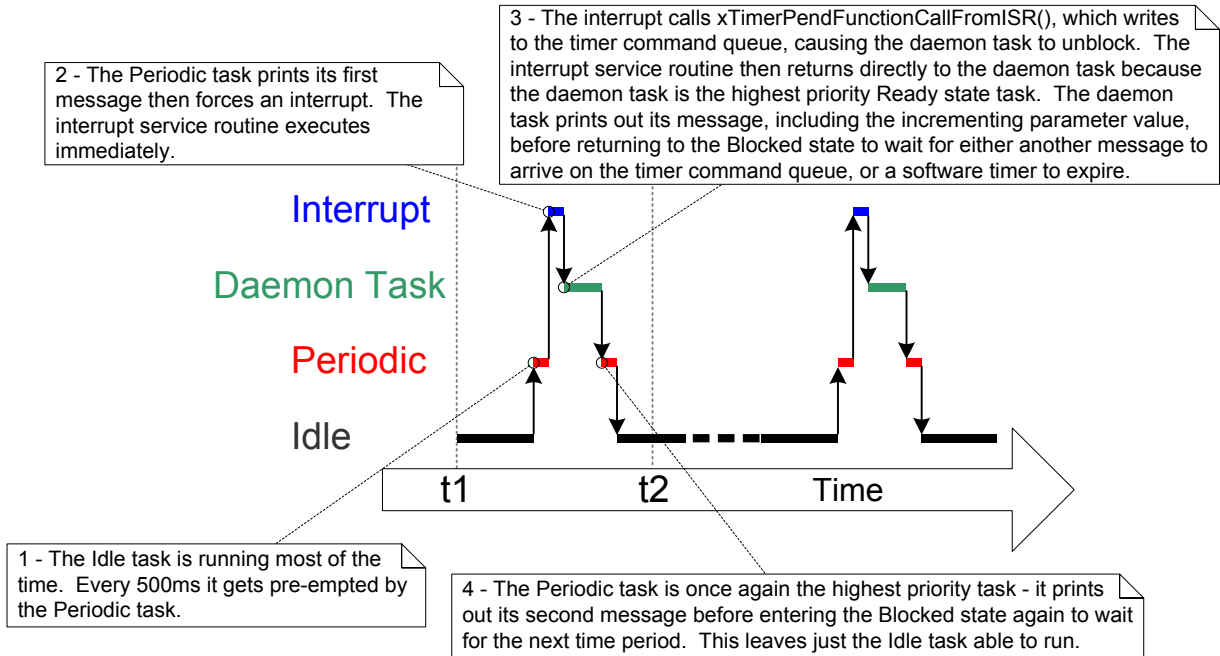 3 - The interrupt calls xTimerPendFunctionCallFromISR(), which writes
to the timer command queue, causing the daemon task to unblock.  The
interrupt service routine then returns directly to the daemon task because
the daemon task is the highest priority Ready state task.  The daemon
task prints out its message, including the incrementing parameter value,
before returning to the Blocked state to wait for either another message to
arrive on the timer command queue, or a software timer to expire.
2 - The Periodic task prints its first
message then forces an interrupt.  The
interrupt service routine executes
immediately.
Interrupt
Daemon Task
Periodic
Idle
t1
t2
Time
1 - The Idle task is running most of the
time.  Every 500ms it gets pre-empted by
the Periodic task.
4 - The Periodic task is once again the highest priority task - it prints
out its second message before entering the Blocked state again to wait
for the next time period.  This leaves just the Idle task able to run.